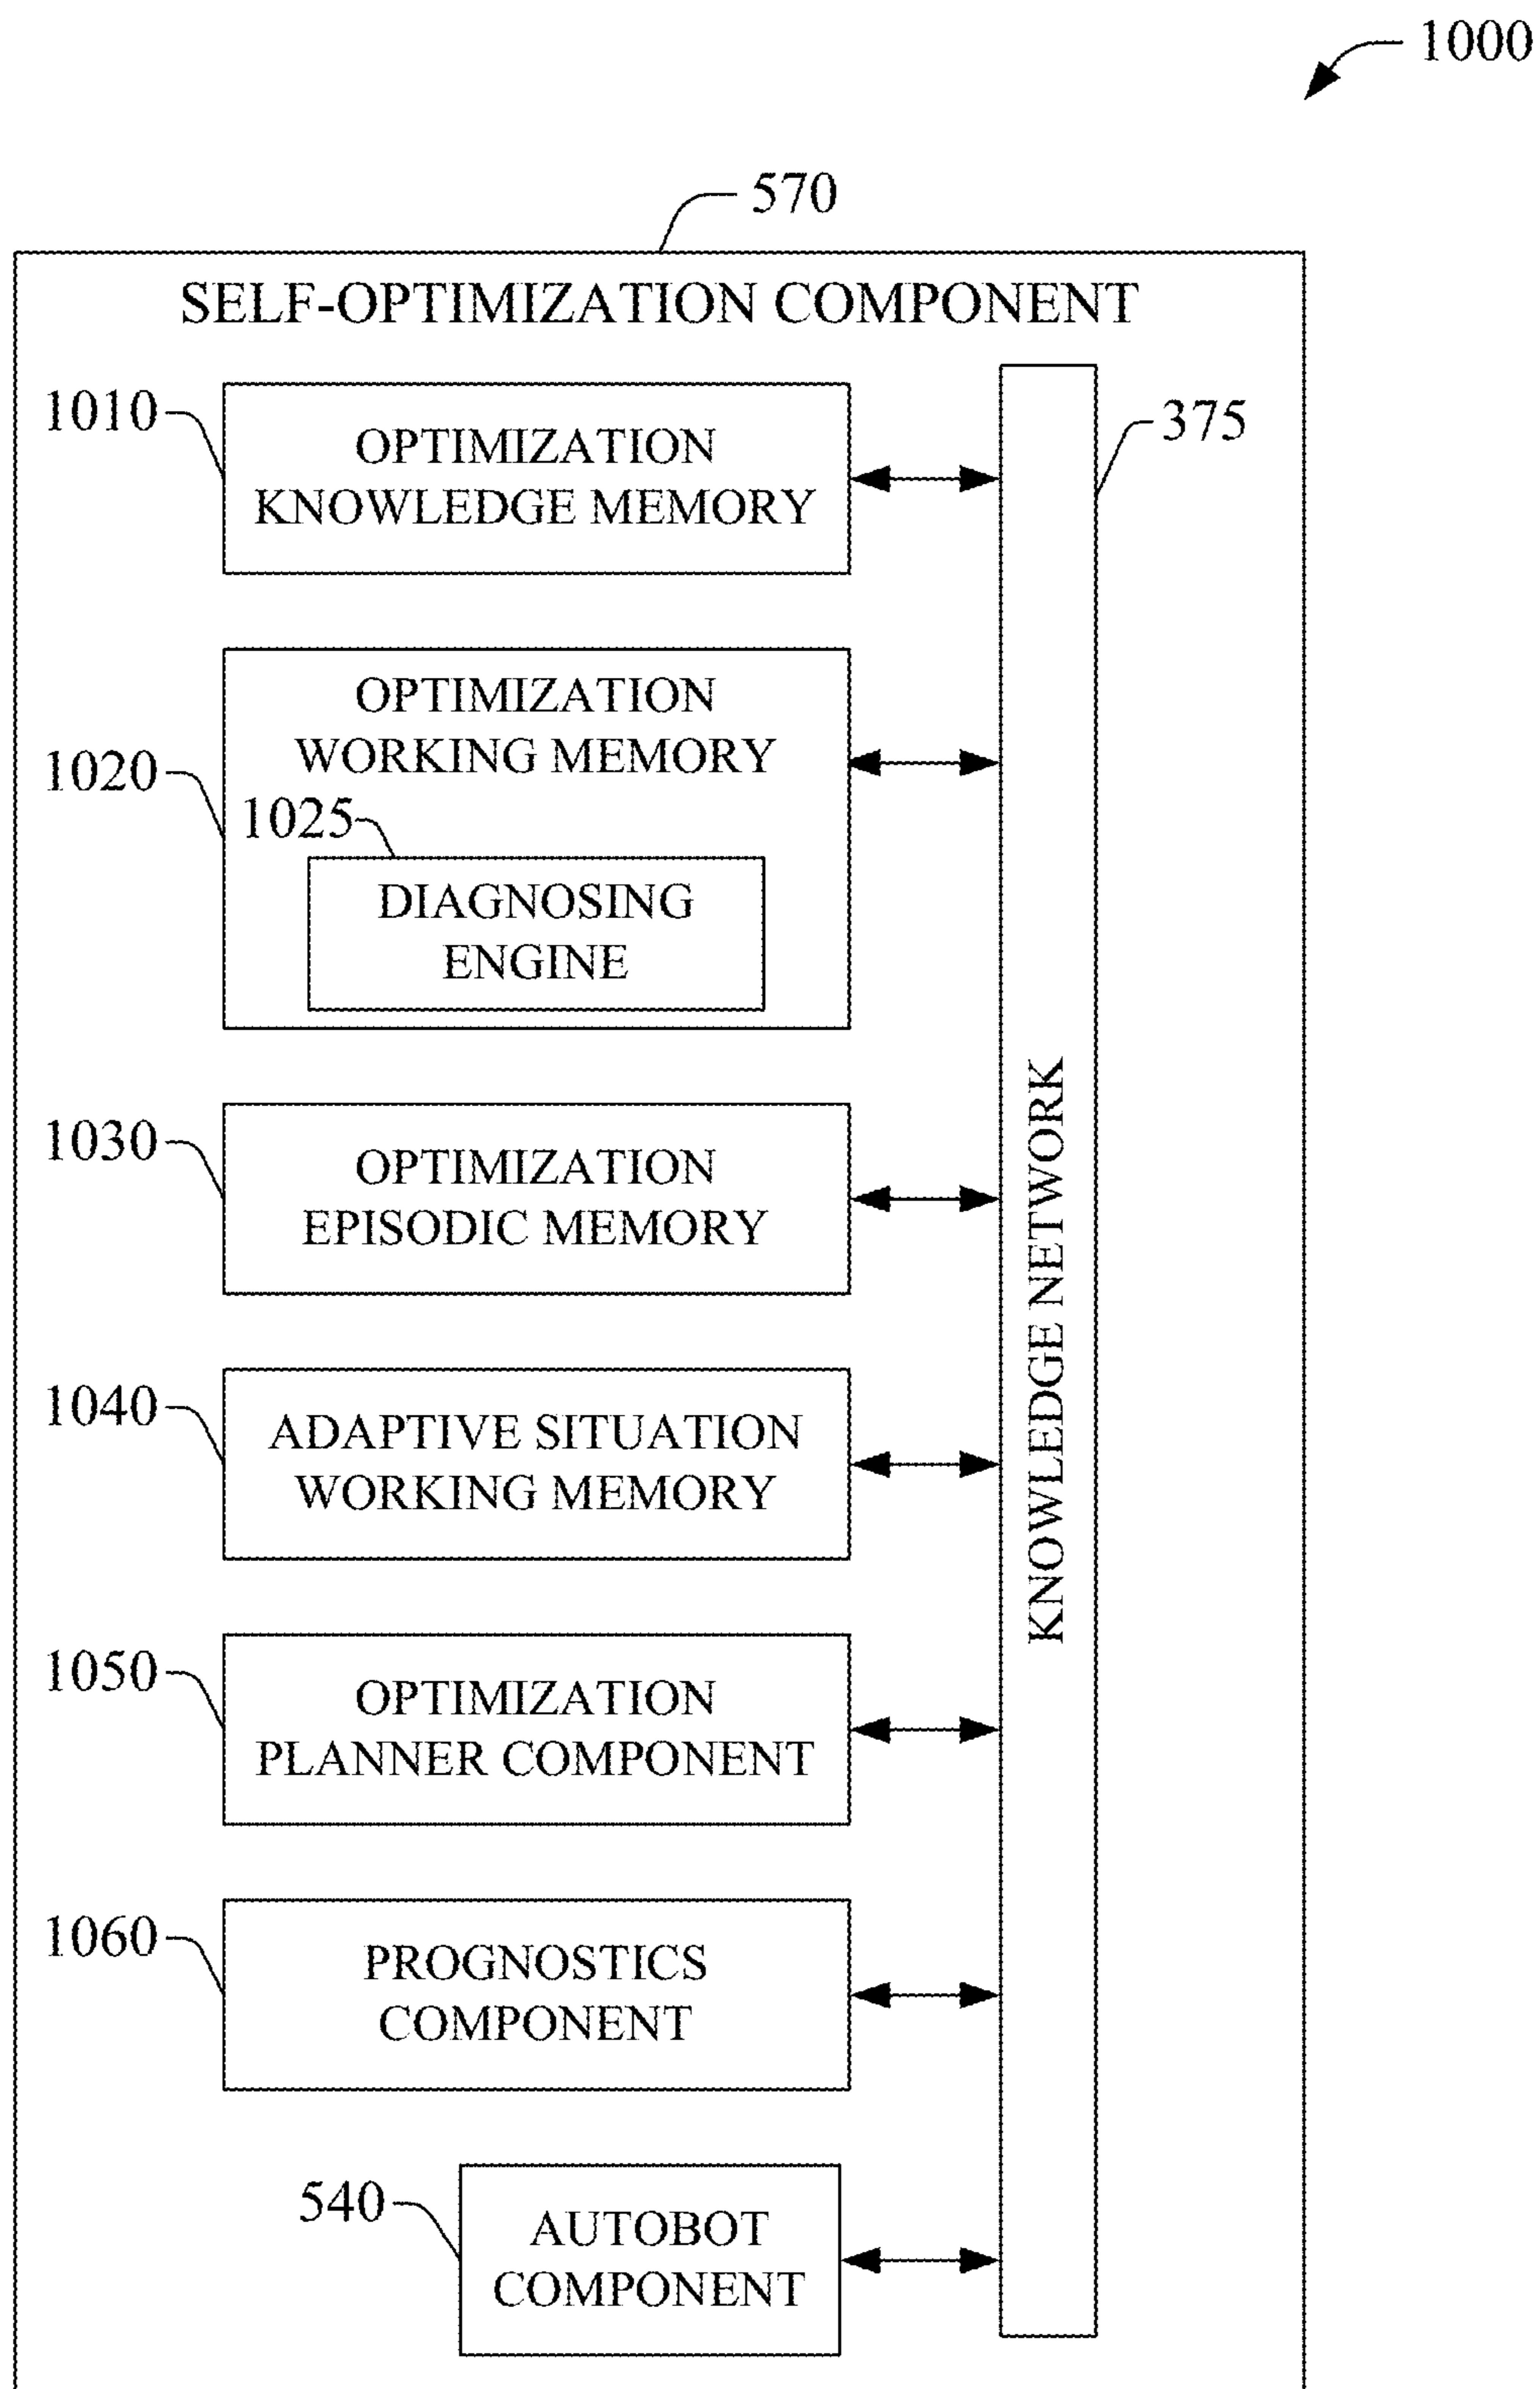 1000
570
SELF-OPTIMIZATION COMPONENT
1010
OPTIMIZATION
KNOWLEDGE MEMORY
375
OPTIMIZATION
WORKING MEMORY
1020
1025
DIAGNOSING
ENGINE
1030
OPTIMIZATION
EPISODIC MEMORY
KNOWLEDGE NETWORK
1040
ADAPTIVE SITUATION
WORKING MEMORY
1050
OPTIMIZATION
PLANNER COMPONENT
1060
PROGNOSTICS
COMPONENT
540
AUTOBOT
COMPONENT